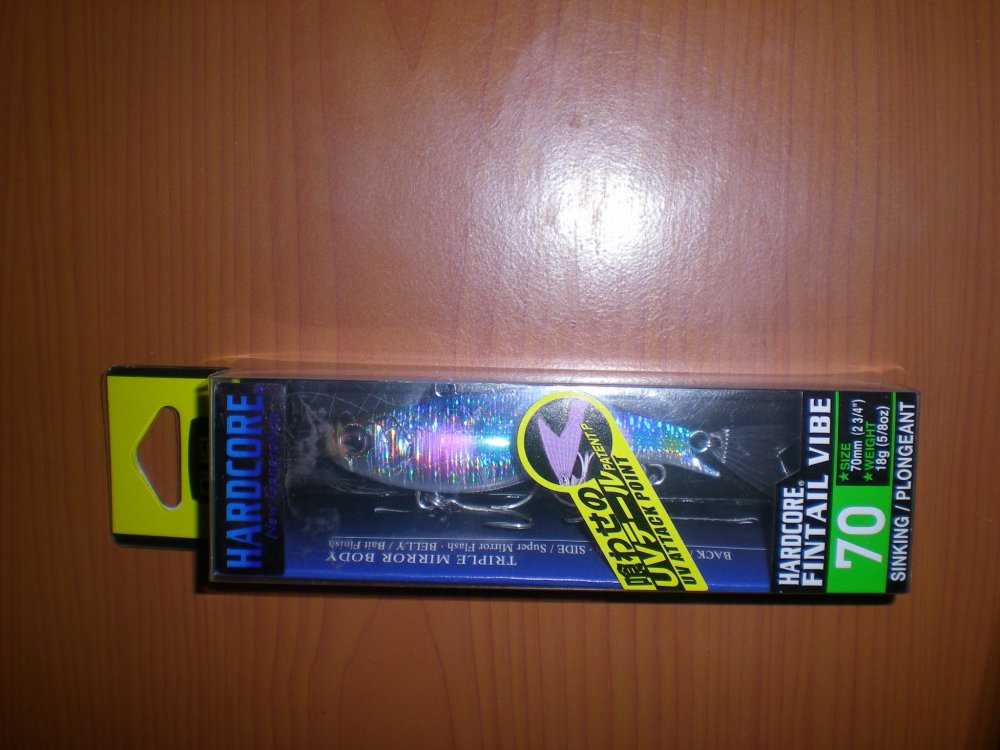 HARDCORE®
TRIPLE MIRROR BODY
SIDE / Super Mirror Flash ・ BELLY / Bait Finish
BACK
PATENT P.
喰わせの
UVテール
UV ATTACK POINT
HARDCORE®
FINTAIL VIBE
70
★SIZE
70mm (2 3/4")
★WEIGHT
18g (5/8oz)
SINKING / PLONGEANT